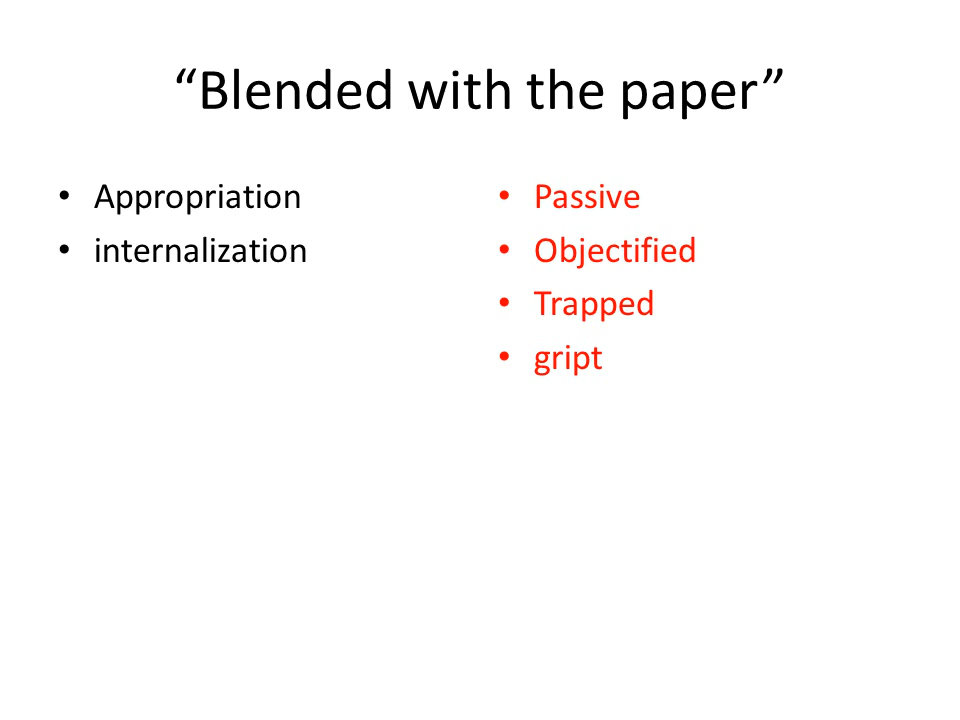 “Blended with the paper”
• Appropriation
• internalization
• Passive
• Objectified
• Trapped
• gript